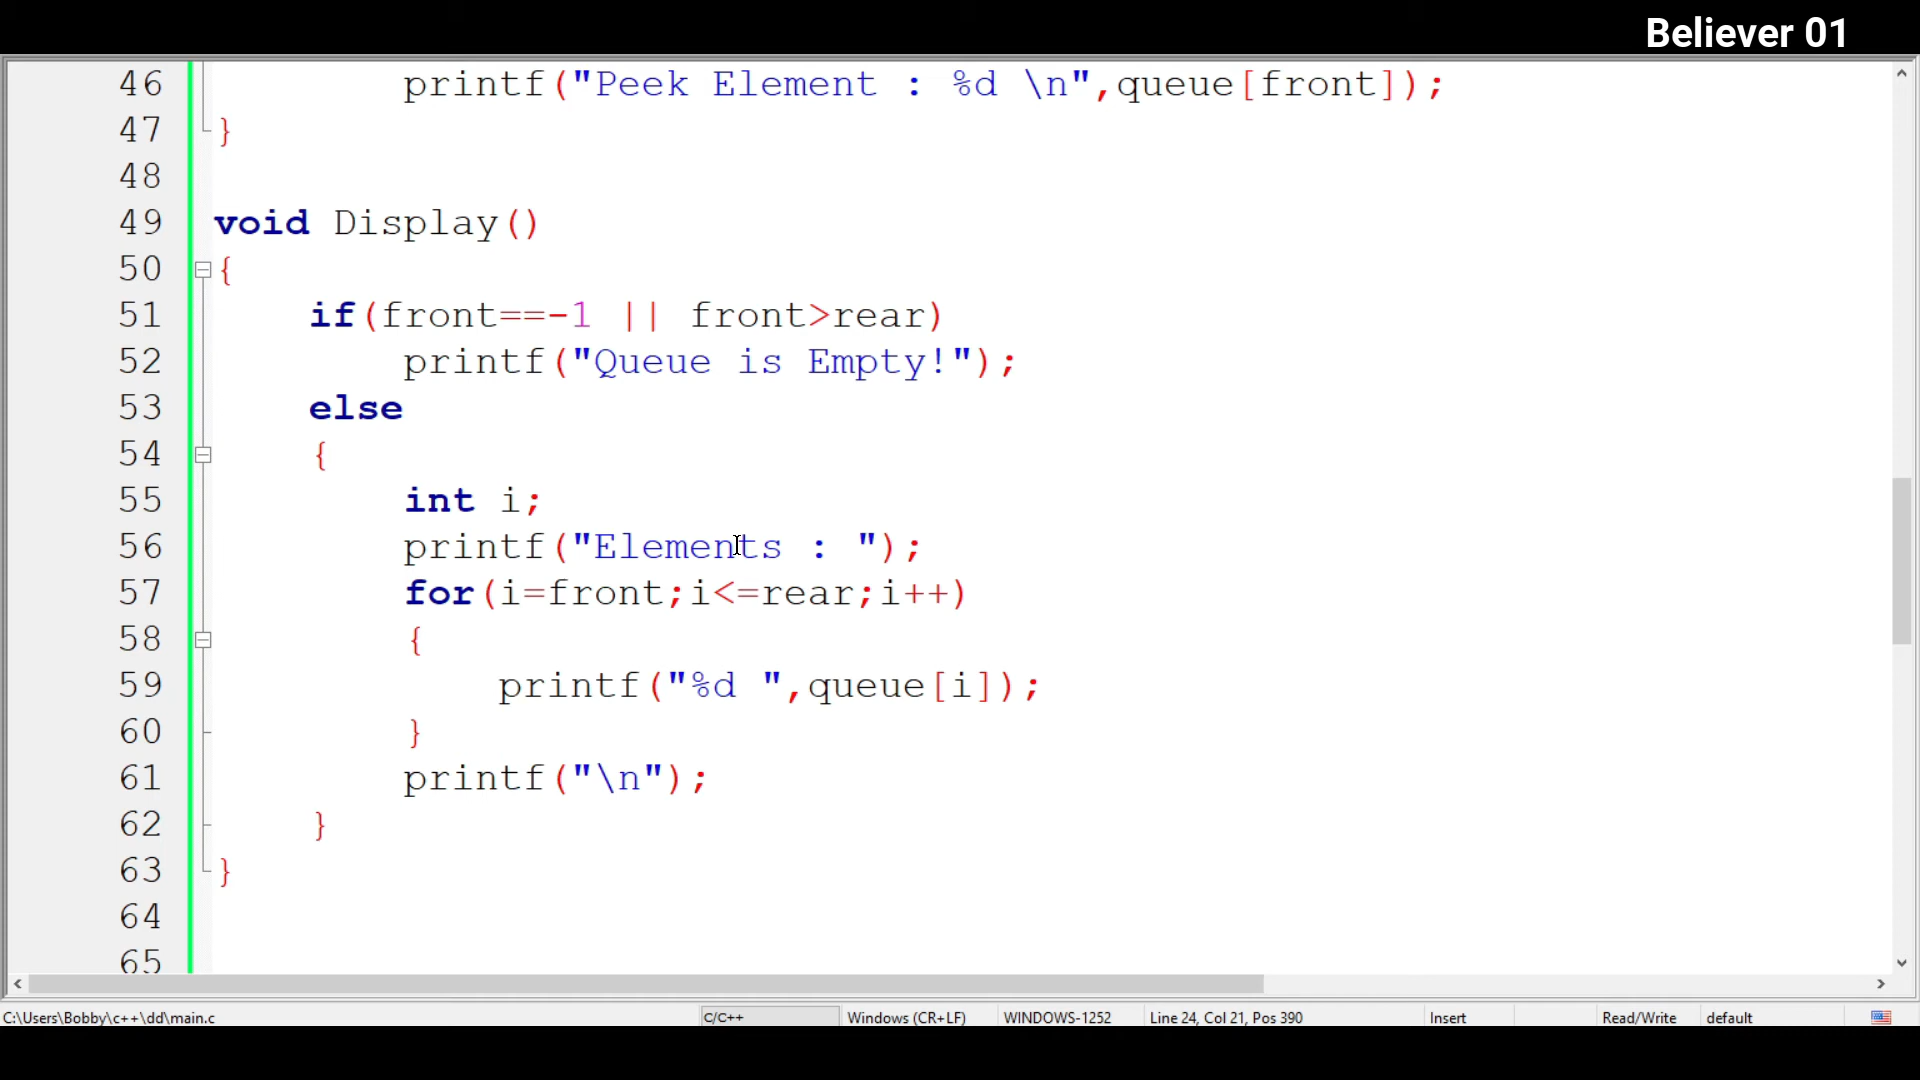 Believer 01
46 printf("Peek Element : %d \n",queue[front]);
47 }
48
49 void Display()
50 {
51 if(front==-1 || front>rear)
52 printf("Queue is Empty!");
53 else
54 {
55 int i;
56 printf("Elements : ");
57 for(i=front;i<=rear;i++)
58 {
59 printf("%d ",queue[i]);
60 }
61 printf("\n");
62 }
63 }
64
65
C:\Users\Bobby\c++\dd\main.c C/C++ Windows (CR+LF) WINDOWS-1252 Line 24, Col 21, Pos 390 Insert Read/Write default